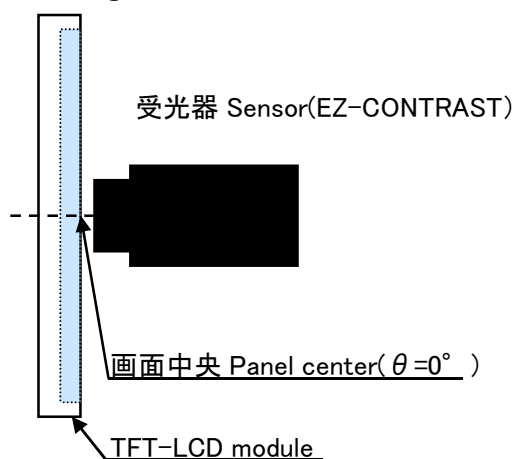 受光器 Sensor(EZ-CONTRAST)
画面中央 Panel center(θ=0° )
TFT-LCD module